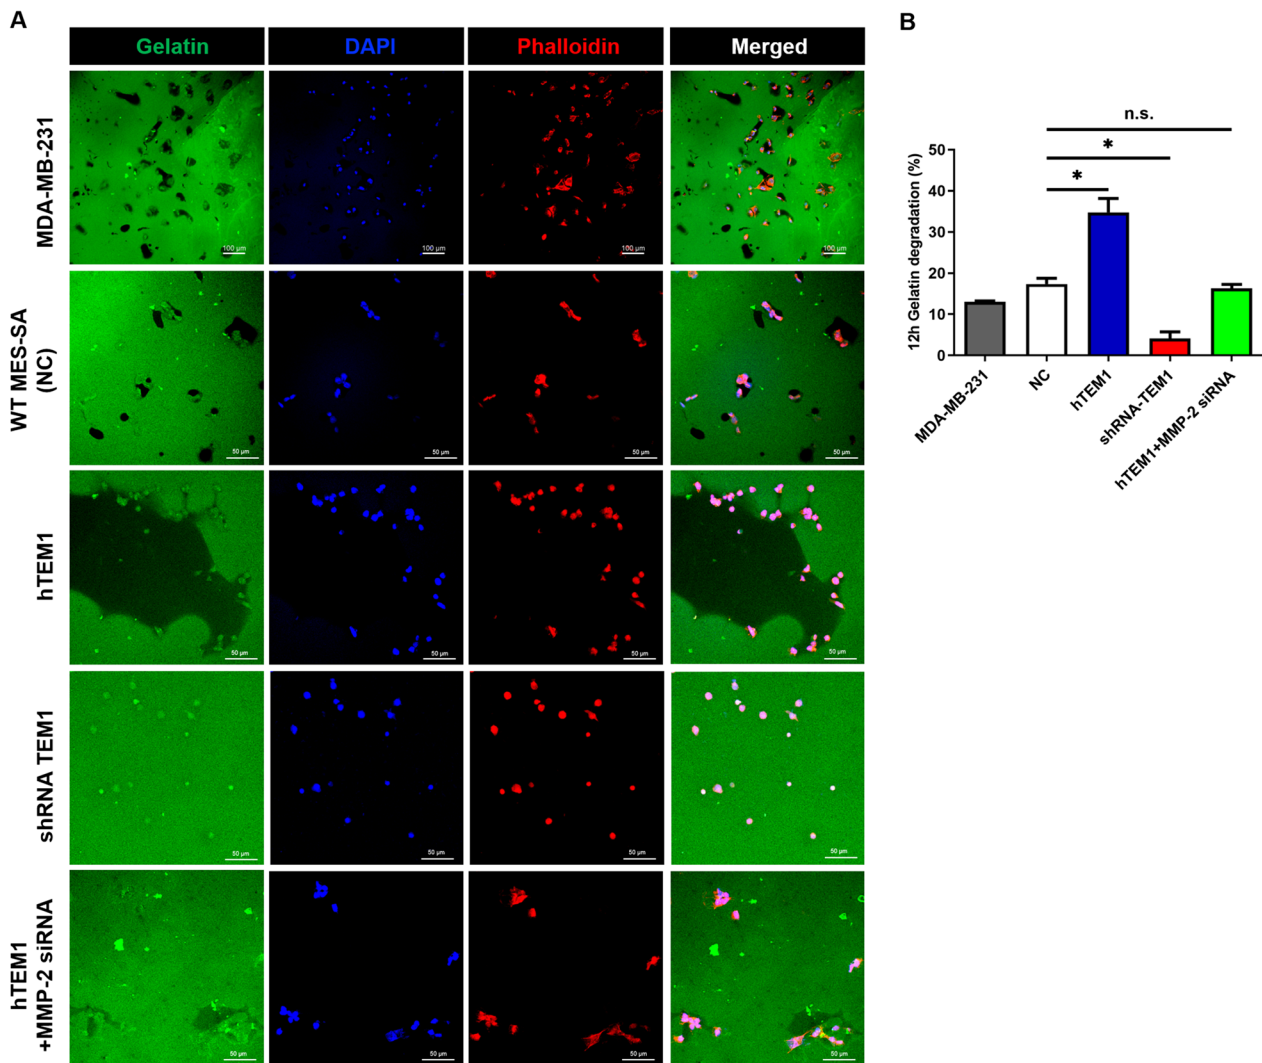 A
Gelatin
DAPI
Phalloidin
Merged
MDA-MB-231
100 µm
100 µm
100 µm
100 µm
WT MES-SA
(NC)
50 µm
50 µm
50 µm
50 µm
hTEM1
50 µm
50 µm
50 µm
50 µm
shRNA TEM1
50 µm
50 µm
50 µm
50 µm
hTEM1
+MMP-2 siRNA
50 µm
50 µm
50 µm
50 µm
B
n.s.
*
*
12h Gelatin degradation (%)
50
40
30
20
10
0
MDA-MB-231
NC
hTEM1
shRNA-TEM1
hTEM1+MMP-2 siRNA